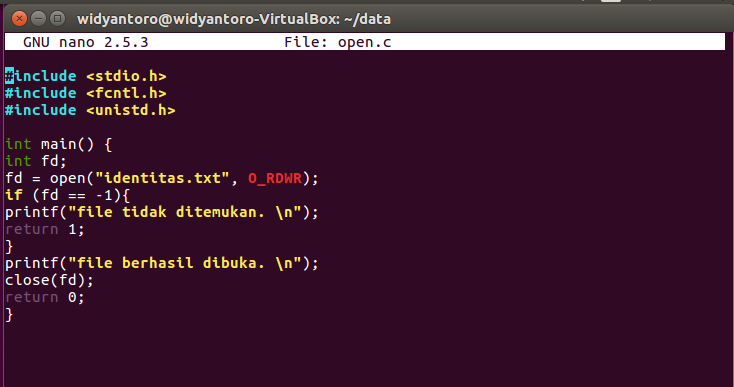 widyantoro@widyantoro-VirtualBox: ~/data
GNU nano 2.5.3 File: open.c
#include <stdio.h>
#include <fcntl.h>
#include <unistd.h>
int main() {
int fd;
fd = open("identitas.txt", O_RDWR);
if (fd == -1){
printf("file tidak ditemukan. \n");
return 1;
}
printf("file berhasil dibuka. \n");
close(fd);
return 0;
}